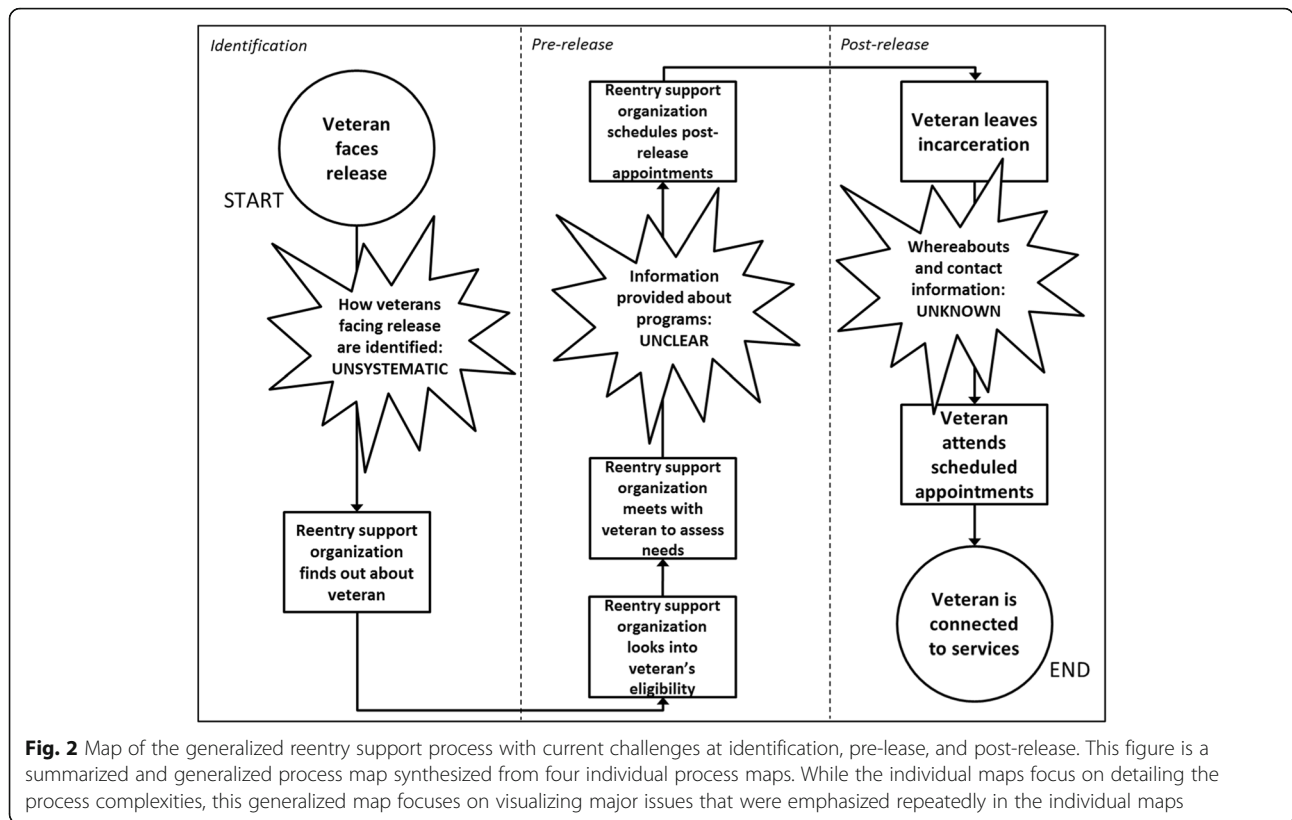 Identification
Veteran
faces
release
START
How veterans
facing release
are identified:
UNSYSTEMATIC
Reentry support
organization
finds out about
veteran
Pre-release
Reentry support
organization
schedules post-
release
appointments
Information
provided about
programs:
UNCLEAR
Reentry support
organization
meets with
veteran to assess
needs
Reentry support
organization
looks into
veteran's
eligibility
Post-release
Veteran leaves
incarceration
Whereabouts
and contact
information:
UNKNOWN
Veteran
attends
scheduled
appointments
Veteran is
connected
to services
END
Fig. 2 Map of the generalized reentry support process with current challenges at identification, pre-lease, and post-release. This figure is a
summarized and generalized process map synthesized from four individual process maps. While the individual maps focus on detailing the
process complexities, this generalized map focuses on visualizing major issues that were emphasized repeatedly in the individual maps